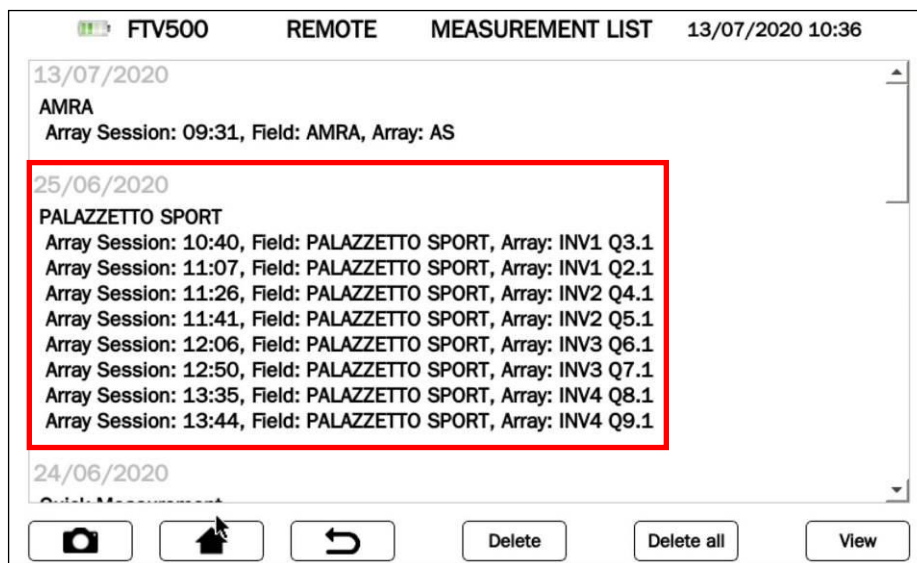 FTV500 REMOTE MEASUREMENT LIST 13/07/2020 10:36
13/07/2020
AMRA
Array Session: 09:31, Field: AMRA, Array: AS
25/06/2020
PALAZZETTO SPORT
Array Session: 10:40, Field: PALAZZETTO SPORT, Array: INV1 Q3.1
Array Session: 11:07, Field: PALAZZETTO SPORT, Array: INV1 Q2.1
Array Session: 11:26, Field: PALAZZETTO SPORT, Array: INV2 Q4.1
Array Session: 11:41, Field: PALAZZETTO SPORT, Array: INV2 Q5.1
Array Session: 12:06, Field: PALAZZETTO SPORT, Array: INV3 Q6.1
Array Session: 12:50, Field: PALAZZETTO SPORT, Array: INV3 Q7.1
Array Session: 13:35, Field: PALAZZETTO SPORT, Array: INV4 Q8.1
Array Session: 13:44, Field: PALAZZETTO SPORT, Array: INV4 Q9.1
24/06/2020
Delete Delete all View